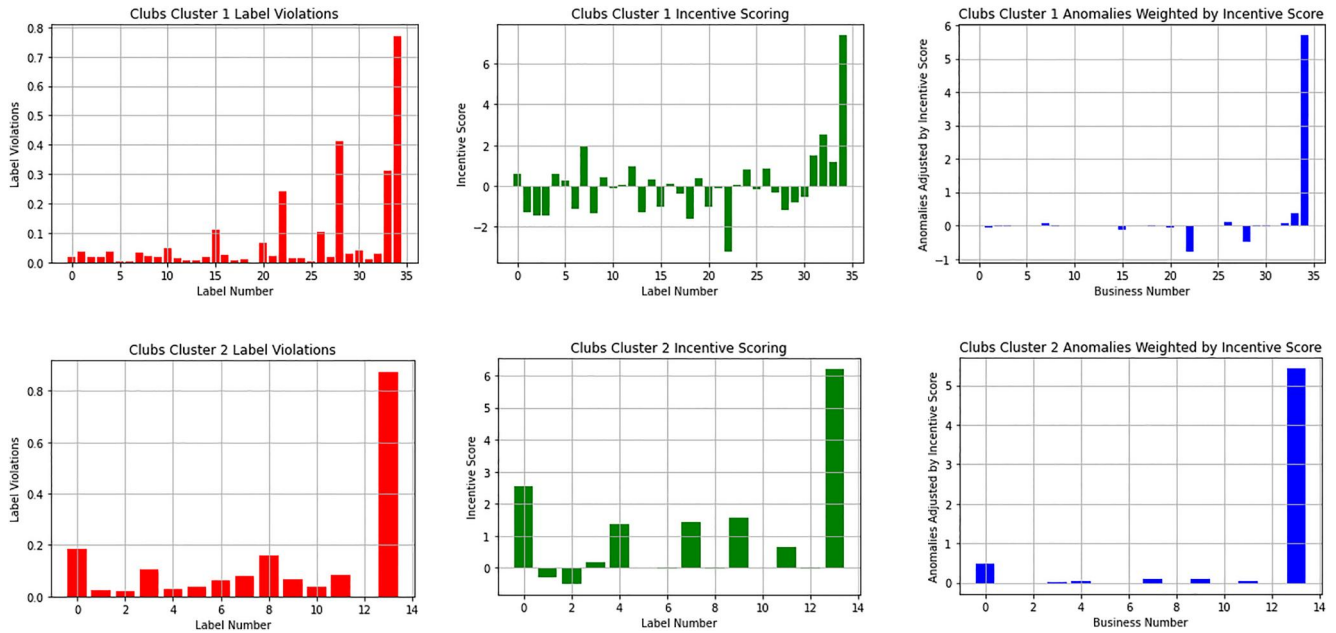 Clubs Cluster 1 Label Violations
0.8
0.7
0.6
0.5
0.4
0.3
0.2
0.1
0.0
Label Violations
0 5 10 15 20 25 30 35
Label Number
Clubs Cluster 1 Incentive Scoring
6
4
2
0
−2
Incentive Score
0 5 10 15 20 25 30 35
Label Number
Clubs Cluster 1 Anomalies Weighted by Incentive Score
6
5
4
3
2
1
0
−1
Anomalies Adjusted by Incentive Score
0 5 10 15 20 25 30 35
Business Number
Clubs Cluster 2 Label Violations
0.8
0.6
0.4
0.2
0.0
Label Violations
0 2 4 6 8 10 12 14
Label Number
Clubs Cluster 2 Incentive Scoring
6
5
4
3
2
1
0
Incentive Score
0 2 4 6 8 10 12 14
Label Number
Clubs Cluster 2 Anomalies Weighted by Incentive Score
5
4
3
2
1
0
Anomalies Adjusted by Incentive Score
0 2 4 6 8 10 12 14
Business Number